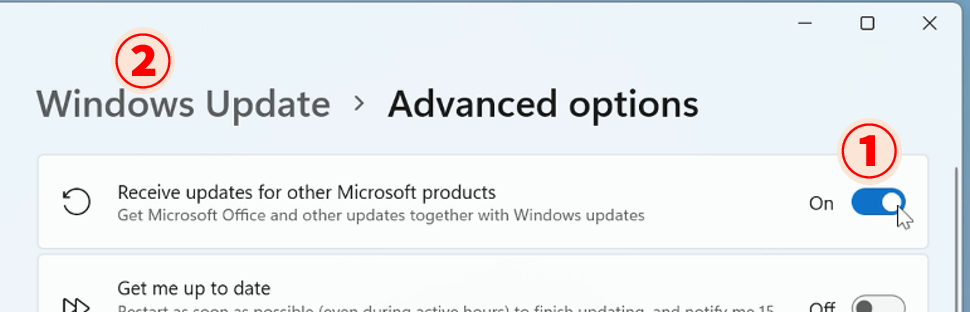 2
Windows Update > Advanced options
1
Receive updates for other Microsoft products
On
Get Microsoft Office and other updates together with Windows updates
Get me up to date
Restart as soon as possible (even during active hours) to finish updating, and notify me 15
Off